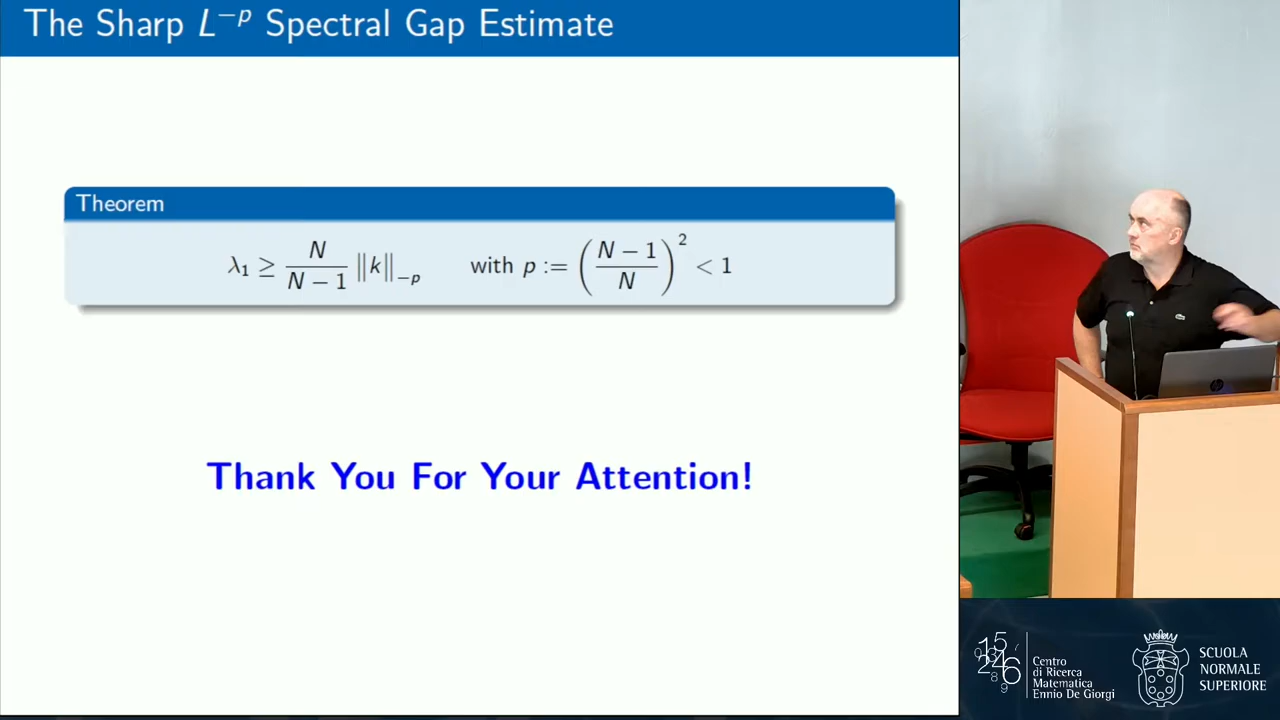 The Sharp L⁻ᵖ Spectral Gap Estimate
Theorem
λ₁ ≥ N/(N − 1) ‖k‖₋ₚ with p := ((N − 1)/N)² < 1
Thank You For Your Attention!
Centro
di Ricerca
Matematica
Ennio De Giorgi
SCUOLA
NORMALE
SUPERIORE